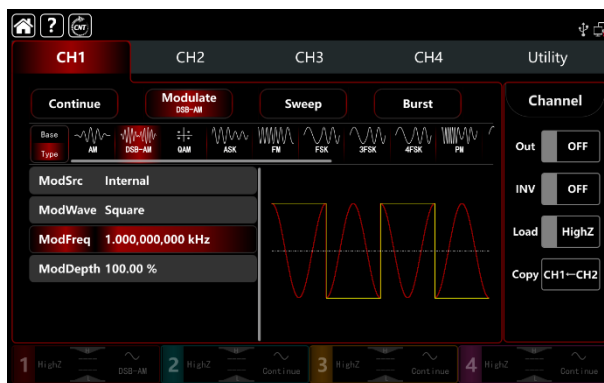 ? CNT
CH1 CH2 CH3 CH4 Utility
Continue Modulate DSB-AM Sweep Burst Channel
Base Type AM DSB-AM QAM ASK FM FSK 3FSK 4FSK PM
Out OFF
ModSrc Internal
INV OFF
ModWave Square
Load HighZ
ModFreq 1.000,000,000 kHz
ModDepth 100.00 %
Copy CH1←CH2
1 HighZ DSB-AM 2 HighZ Continue 3 HighZ Continue 4 HighZ Continue